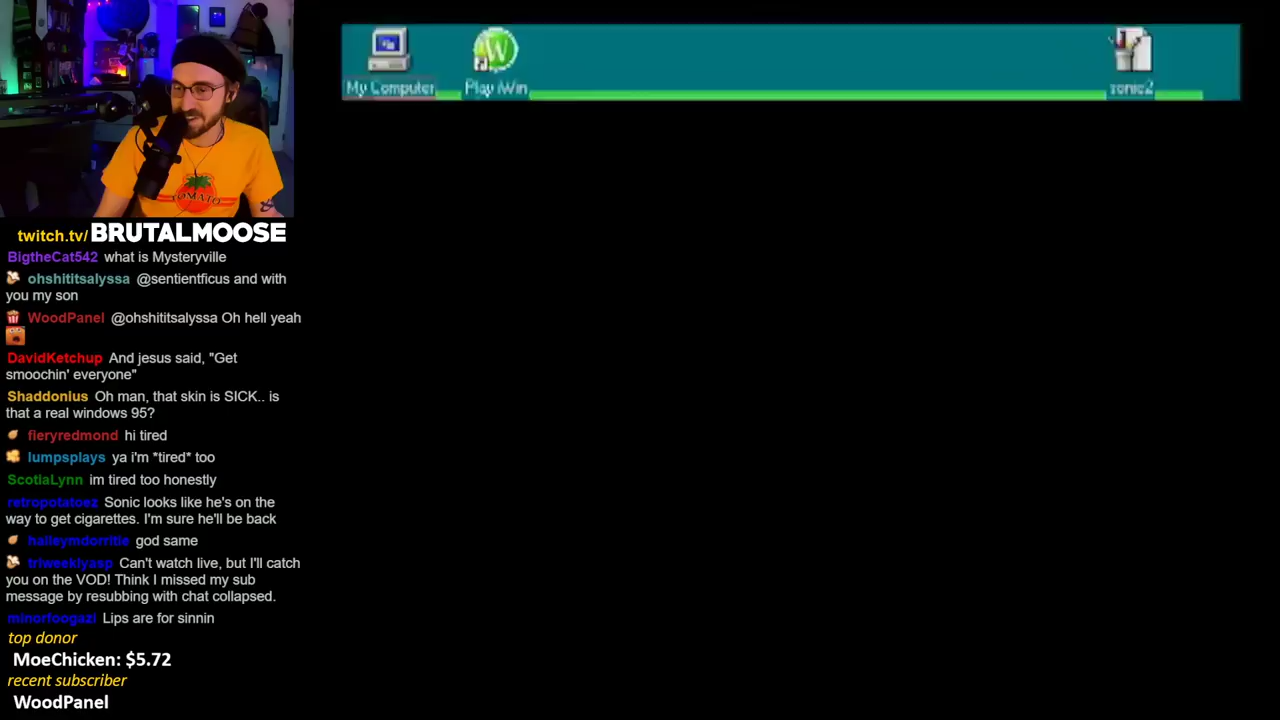 My Computer
Play iWin
sonic2
TOMATO
twitch.tv/BRUTALMOOSE
BigtheCat542 what is Mysteryville
ohshititsalyssa @sentientficus and with
you my son
WoodPanel @ohshititsalyssa Oh hell yeah
DavidKetchup And jesus said, "Get
smoochin' everyone"
Shaddonius Oh man, that skin is SICK.. is
that a real windows 95?
fieryredmond hi tired
lumpsplays ya i'm *tired* too
ScotiaLynn im tired too honestly
retropotatoez Sonic looks like he's on the
way to get cigarettes. I'm sure he'll be back
haileymdorritie god same
triweeklyasp Can't watch live, but I'll catch
you on the VOD! Think I missed my sub
message by resubbing with chat collapsed.
minorfoogazi Lips are for sinnin
top donor
MoeChicken: $5.72
recent subscriber
WoodPanel